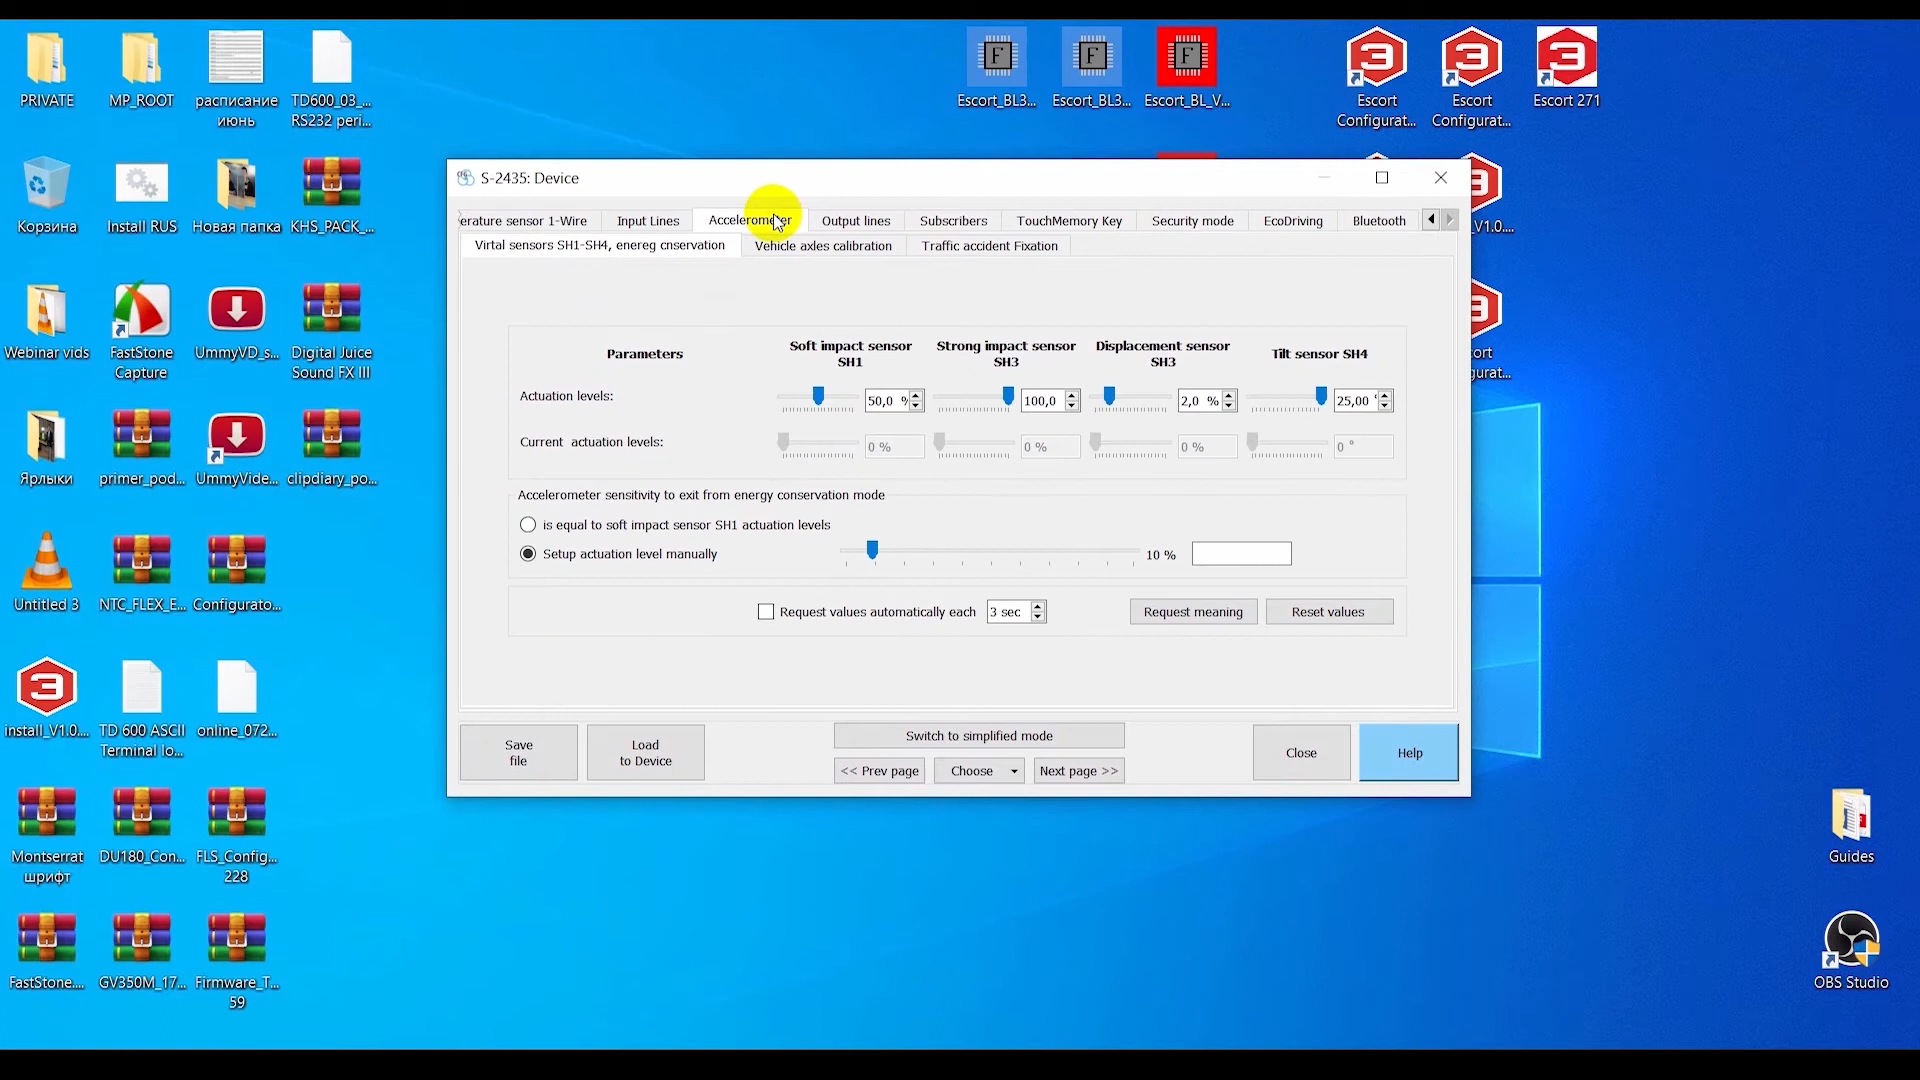 PRIVATE
MP_ROOT
расписание
июнь
TD600_03_...
RS232 peri...
Корзина
Install RUS
Новая папка
KHS_PACK_...
Webinar vids
FastStone
Capture
UmmyVD_s...
Digital Juice
Sound FX III
Ярлыки
primer_pod...
UmmyVide...
clipdiary_po...
Untitled 3
NTC_FLEX_E...
Configurato...
install_V1.0....
TD 600 ASCII
Terminal lo...
online_072...
Montserrat
шрифт
DU180_Con...
FLS_Config...
228
FastStone....
GV350M_17...
Firmware_T...
59
Escort_BL3...
Escort_BL3...
Escort_BL_V...
Escort
Configurat...
Escort
Configurat...
Escort 271
_V1.0....
ort
gurat...
Guides
OBS Studio
S-2435: Device
erature sensor 1-Wire
Input Lines
Accelerometer
Output lines
Subscribers
TouchMemory Key
Security mode
EcoDriving
Bluetooth
Virtal sensors SH1-SH4, enereg cnservation
Vehicle axles calibration
Traffic accident Fixation
Parameters
Soft impact sensor
SH1
Strong impact sensor
SH3
Displacement sensor
SH3
Tilt sensor SH4
Actuation levels:
50,0 %
100,0
2,0 %
25,00 °
Current actuation levels:
0 %
0 %
0 %
0 °
Accelerometer sensitivity to exit from energy conservation mode
is equal to soft impact sensor SH1 actuation levels
Setup actuation level manually
10 %
Request values automatically each
3 sec
Request meaning
Reset values
Save
file
Load
to Device
Switch to simplified mode
<< Prev page
Choose
Next page >>
Close
Help